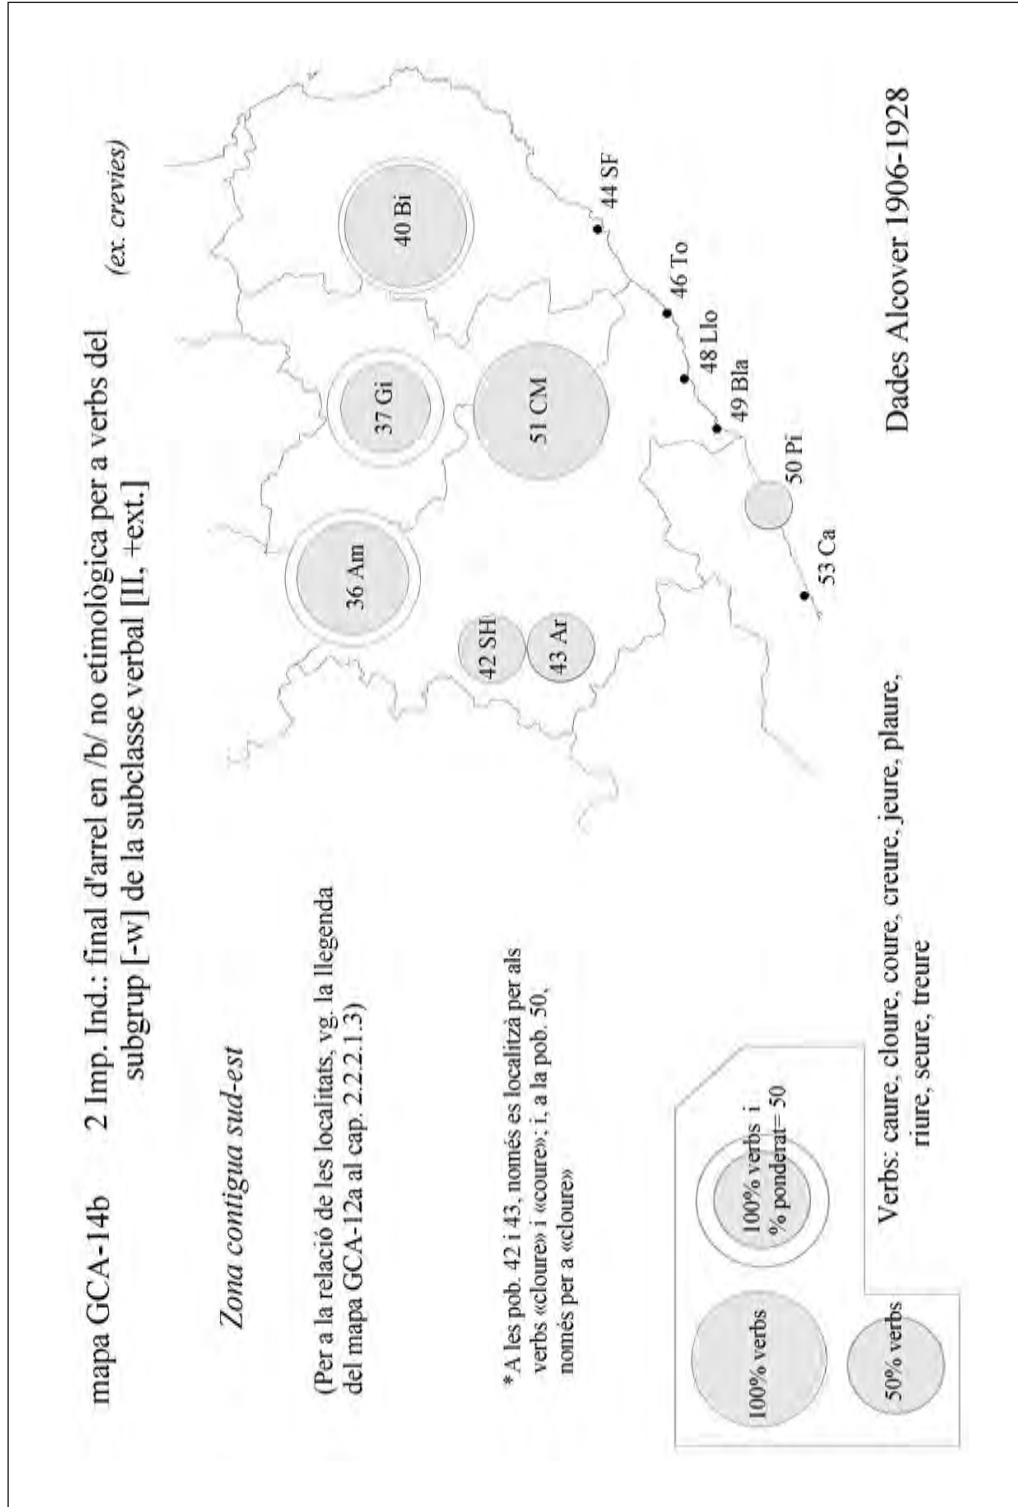 mapa GCA-14b 2 Imp. Ind.: final d'arrel en /b/ no etimològica per a verbs del
subgrup [-w] de la subclasse verbal [II, +ext.]
(ex. crevies)
Zona contigua sud-est
(Per a la relació de les localitats, vg. la llegenda
del mapa GCA-12a al cap. 2.2.2.1.3)
*A les pob. 42 i 43, només es localitzà per als
verbs «cloure» i «coure»; i, a la pob. 50,
només per a «cloure»
36 Am
37 Gi
40 Bi
42 SH
43 Ar
51 CM
44 SF
46 To
48 Llo
49 Bla
50 Pi
53 Ca
100% verbs
100% verbs i
% ponderat= 50
50% verbs
Verbs: caure, cloure, coure, creure, jeure, plaure,
riure, seure, treure
Dades Alcover 1906-1928